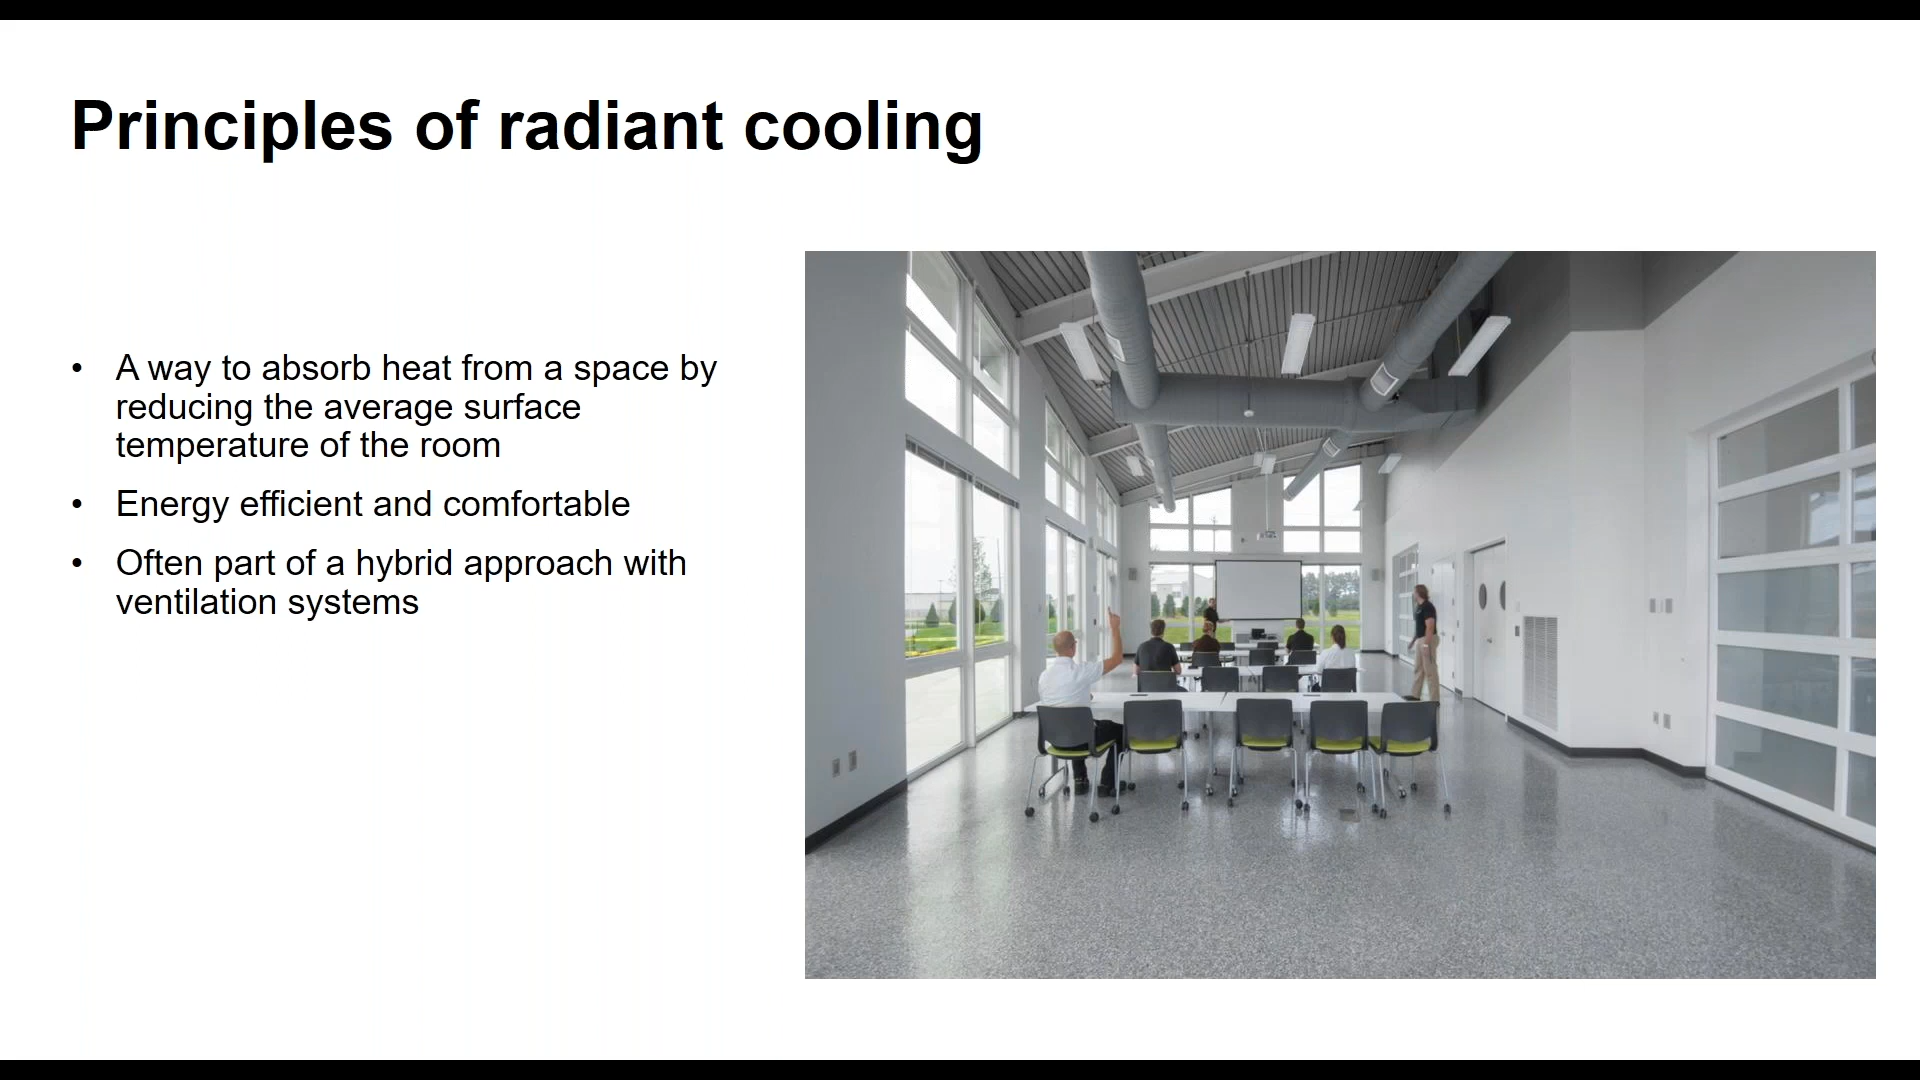 Principles of radiant cooling
• A way to absorb heat from a space by
reducing the average surface
temperature of the room
• Energy efficient and comfortable
• Often part of a hybrid approach with
ventilation systems